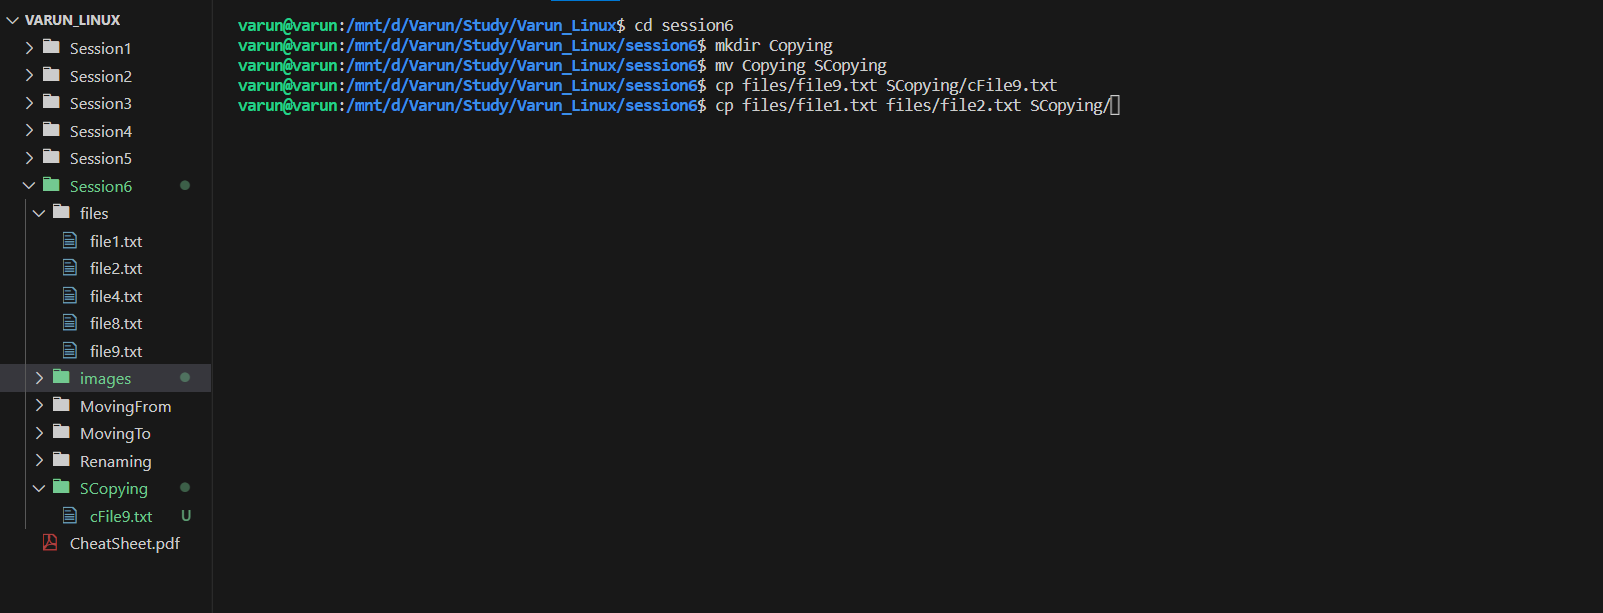 VARUN_LINUX
Session1
Session2
Session3
Session4
Session5
Session6
files
file1.txt
file2.txt
file4.txt
file8.txt
file9.txt
images
MovingFrom
MovingTo
Renaming
SCopying
cFile9.txt U
CheatSheet.pdf
varun@varun:/mnt/d/Varun/Study/Varun_Linux$ cd session6
varun@varun:/mnt/d/Varun/Study/Varun_Linux/session6$ mkdir Copying
varun@varun:/mnt/d/Varun/Study/Varun_Linux/session6$ mv Copying SCopying
varun@varun:/mnt/d/Varun/Study/Varun_Linux/session6$ cp files/file9.txt SCopying/cFile9.txt
varun@varun:/mnt/d/Varun/Study/Varun_Linux/session6$ cp files/file1.txt files/file2.txt SCopying/